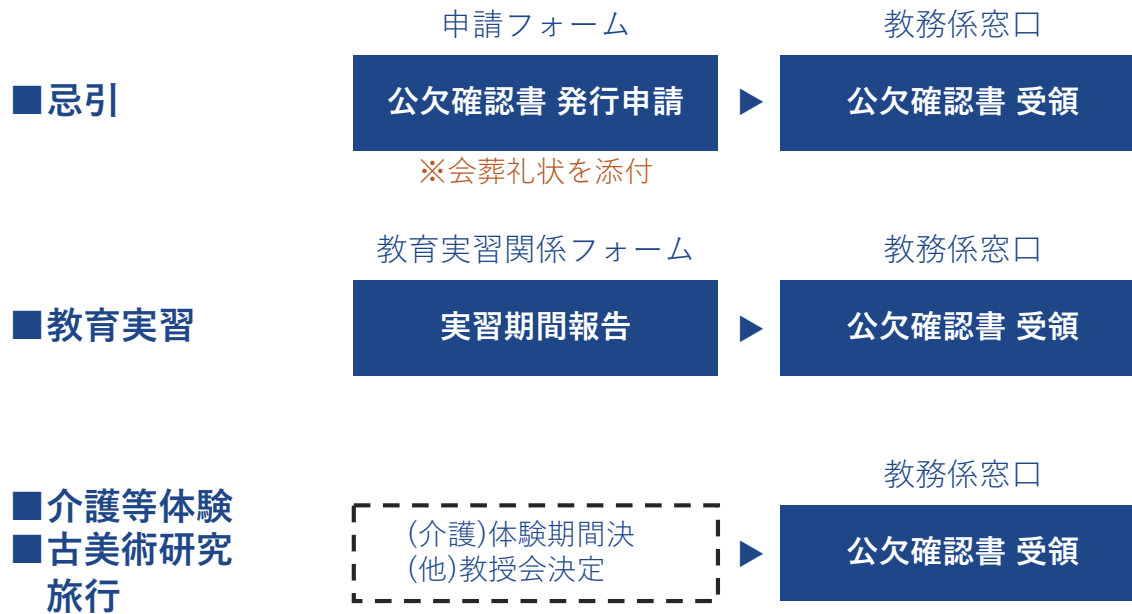 申請フォーム
教務係窓口
■忌引
公欠確認書 発行申請
▶
公欠確認書 受領
※会葬礼状を添付
教育実習関係フォーム
教務係窓口
■教育実習
実習期間報告
▶
公欠確認書 受領
教務係窓口
■介護等体験
■古美術研究
旅行
(介護)体験期間決
(他)教授会決定
▶
公欠確認書 受領